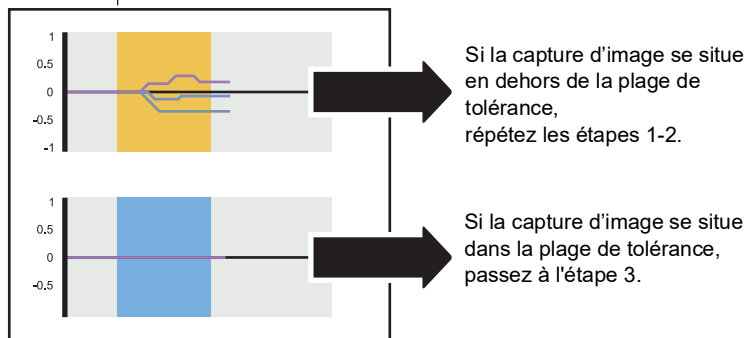 1
0.5
0
-0.5
-1
Si la capture d’image se situe
en dehors de la plage de
tolérance,
répétez les étapes 1-2.
1
0.5
0
-0.5
Si la capture d’image se situe
dans la plage de tolérance,
passez à l'étape 3.